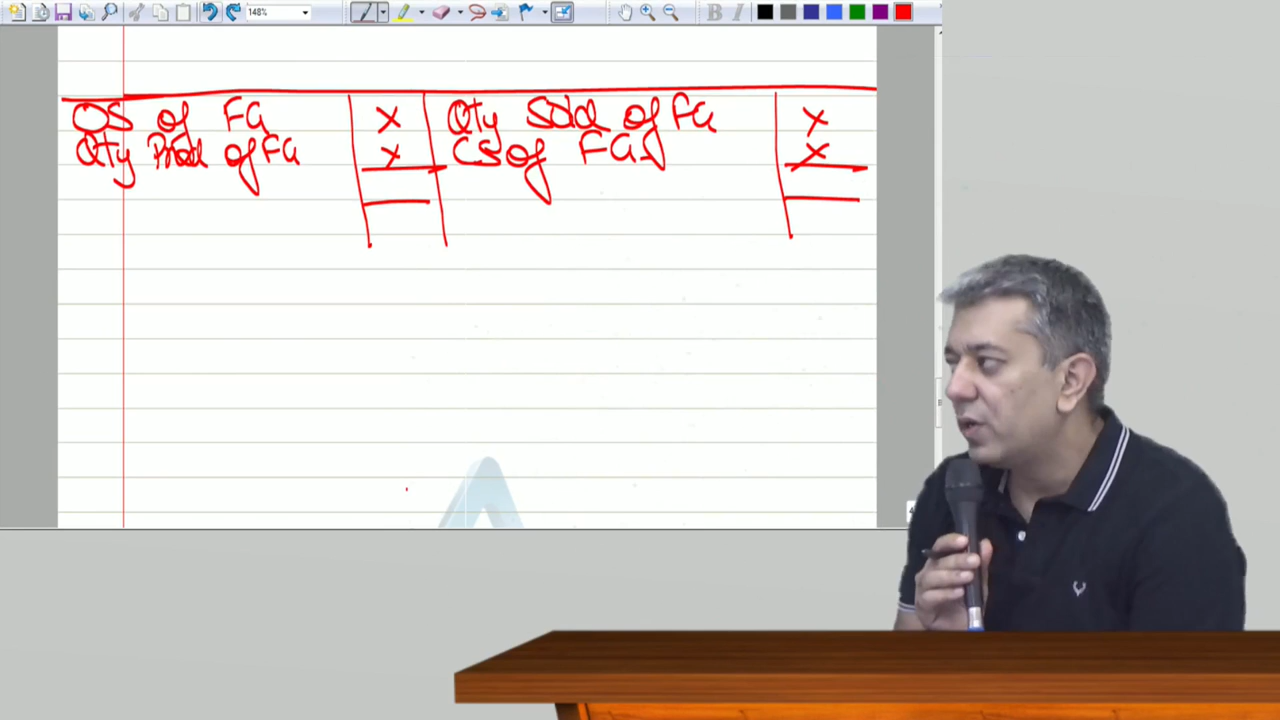 148%
B I
OS of FG x Qty Sold of FG x
Qty Prod of FG x CS of FG x